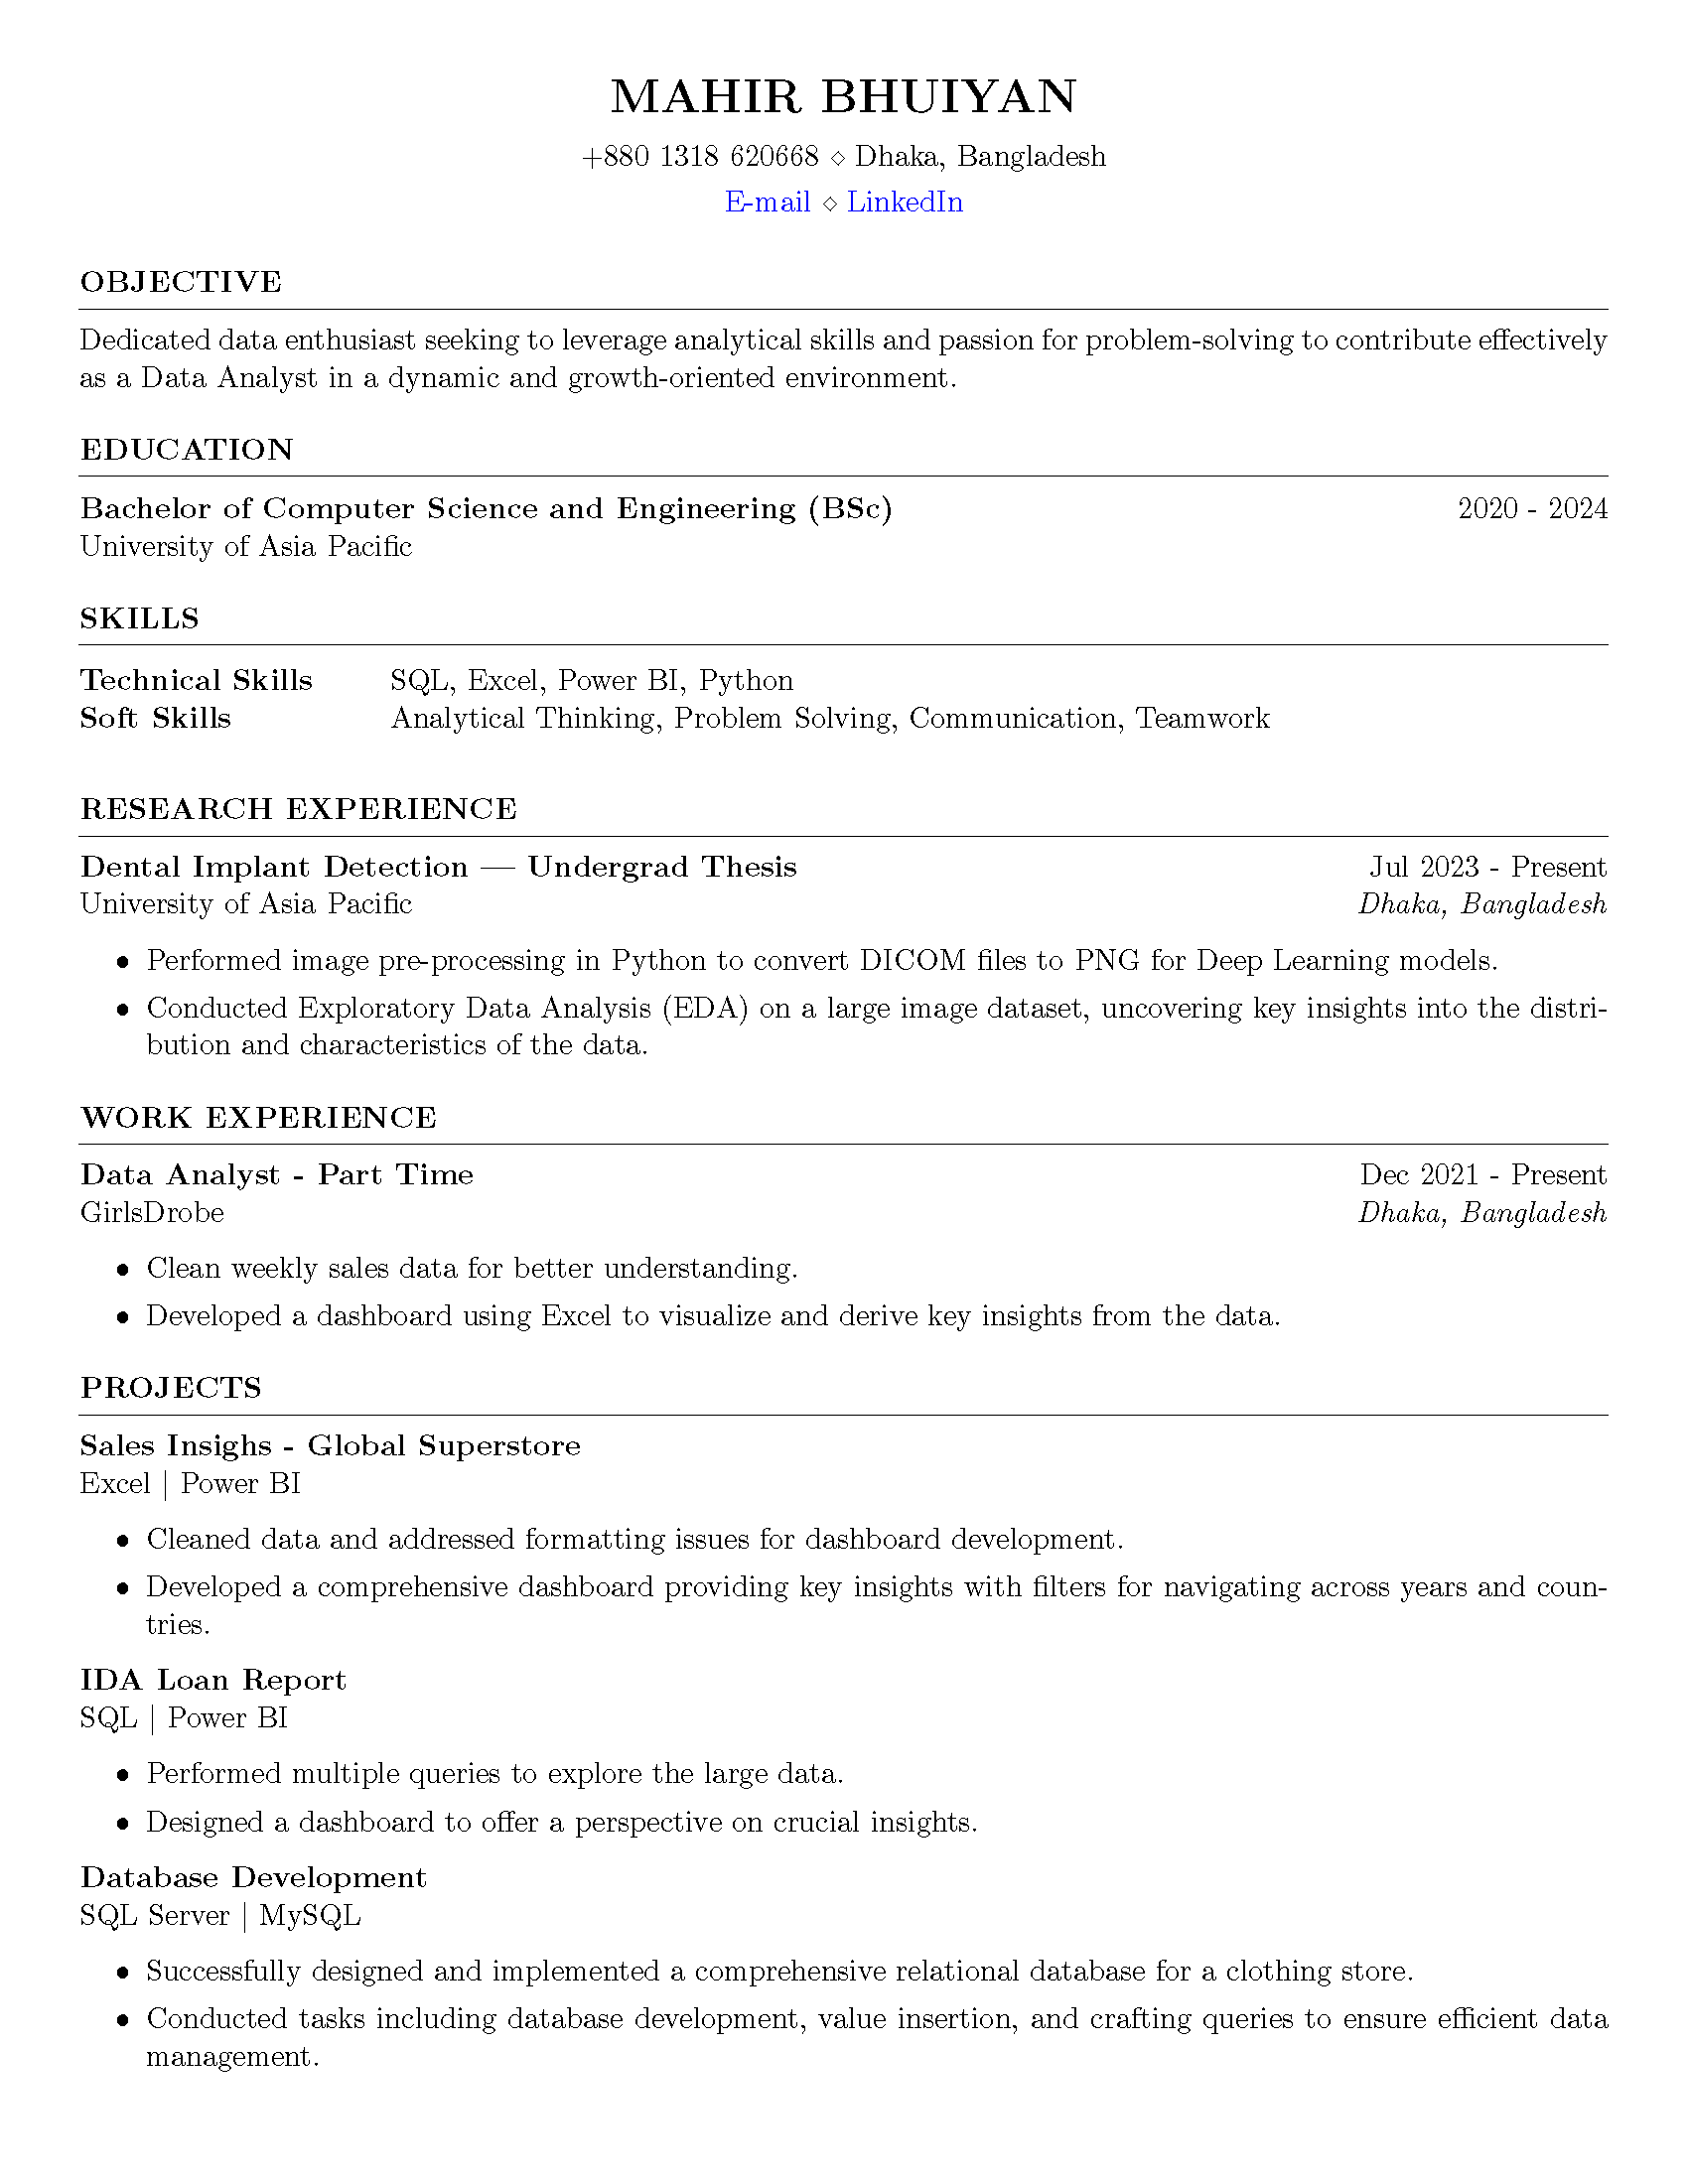 MAHIR BHUIYAN
+880 1318 620668 ⋄ Dhaka, Bangladesh
E-mail ⋄ LinkedIn
OBJECTIVE
Dedicated data enthusiast seeking to leverage analytical skills and passion for problem-solving to contribute effectively
as a Data Analyst in a dynamic and growth-oriented environment.
EDUCATION
Bachelor of Computer Science and Engineering (BSc) 2020 - 2024
University of Asia Pacific
SKILLS
Technical Skills SQL, Excel, Power BI, Python
Soft Skills Analytical Thinking, Problem Solving, Communication, Teamwork
RESEARCH EXPERIENCE
Dental Implant Detection — Undergrad Thesis Jul 2023 - Present
University of Asia Pacific Dhaka, Bangladesh
• Performed image pre-processing in Python to convert DICOM files to PNG for Deep Learning models.
• Conducted Exploratory Data Analysis (EDA) on a large image dataset, uncovering key insights into the distri-
bution and characteristics of the data.
WORK EXPERIENCE
Data Analyst - Part Time Dec 2021 - Present
GirlsDrobe Dhaka, Bangladesh
• Clean weekly sales data for better understanding.
• Developed a dashboard using Excel to visualize and derive key insights from the data.
PROJECTS
Sales Insighs - Global Superstore
Excel | Power BI
• Cleaned data and addressed formatting issues for dashboard development.
• Developed a comprehensive dashboard providing key insights with filters for navigating across years and coun-
tries.
IDA Loan Report
SQL | Power BI
• Performed multiple queries to explore the large data.
• Designed a dashboard to offer a perspective on crucial insights.
Database Development
SQL Server | MySQL
• Successfully designed and implemented a comprehensive relational database for a clothing store.
• Conducted tasks including database development, value insertion, and crafting queries to ensure efficient data
management.